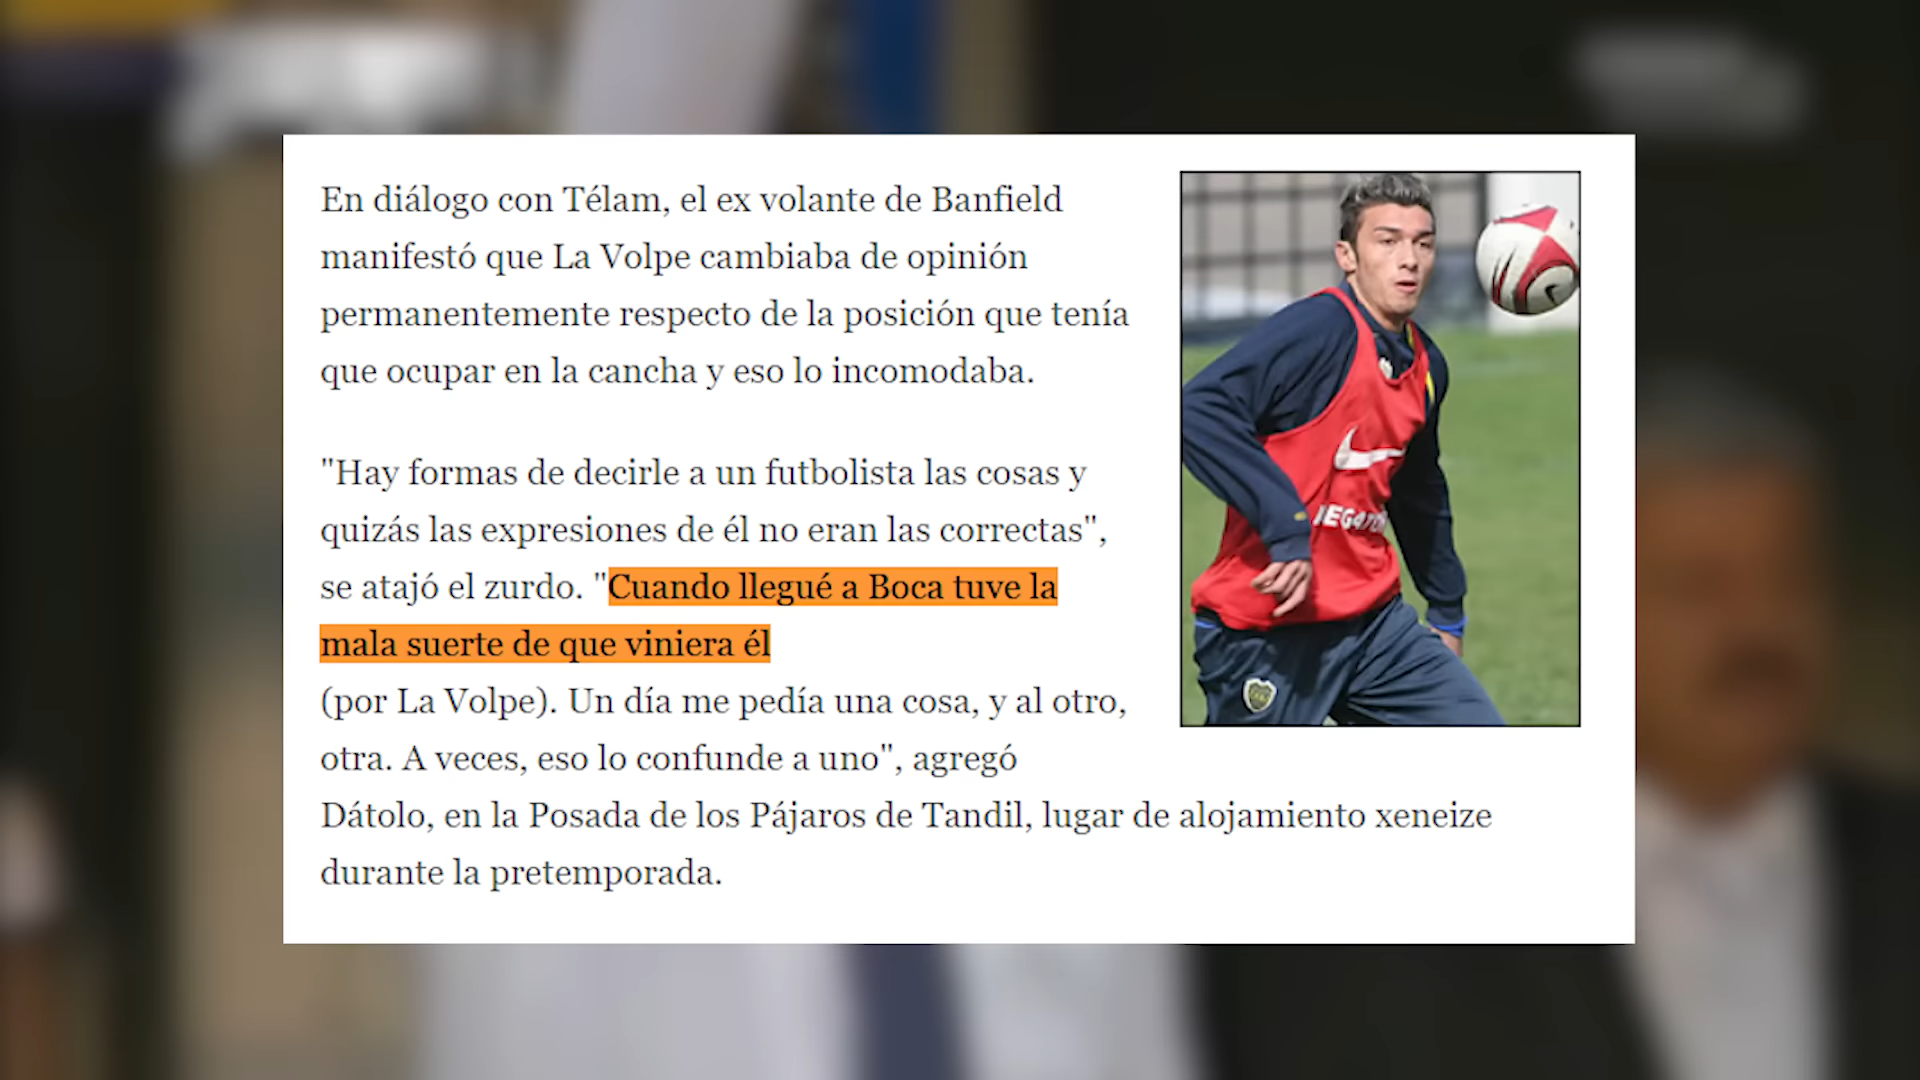 En diálogo con Télam, el ex volante de Banfield
manifestó que La Volpe cambiaba de opinión
permanentemente respecto de la posición que tenía
que ocupar en la cancha y eso lo incomodaba.
"Hay formas de decirle a un futbolista las cosas y
quizás las expresiones de él no eran las correctas",
se atajó el zurdo. "Cuando llegué a Boca tuve la
mala suerte de que viniera él
(por La Volpe). Un día me pedía una cosa, y al otro,
otra. A veces, eso lo confunde a uno", agregó
Dátolo, en la Posada de los Pájaros de Tandil, lugar de alojamiento xeneize
durante la pretemporada.